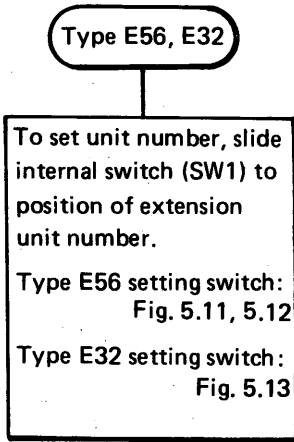 Type E56, E32
To set unit number, slide
internal switch (SW1) to
position of extension
unit number.
Type E56 setting switch:
Fig. 5.11, 5.12
Type E32 setting switch:
Fig. 5.13